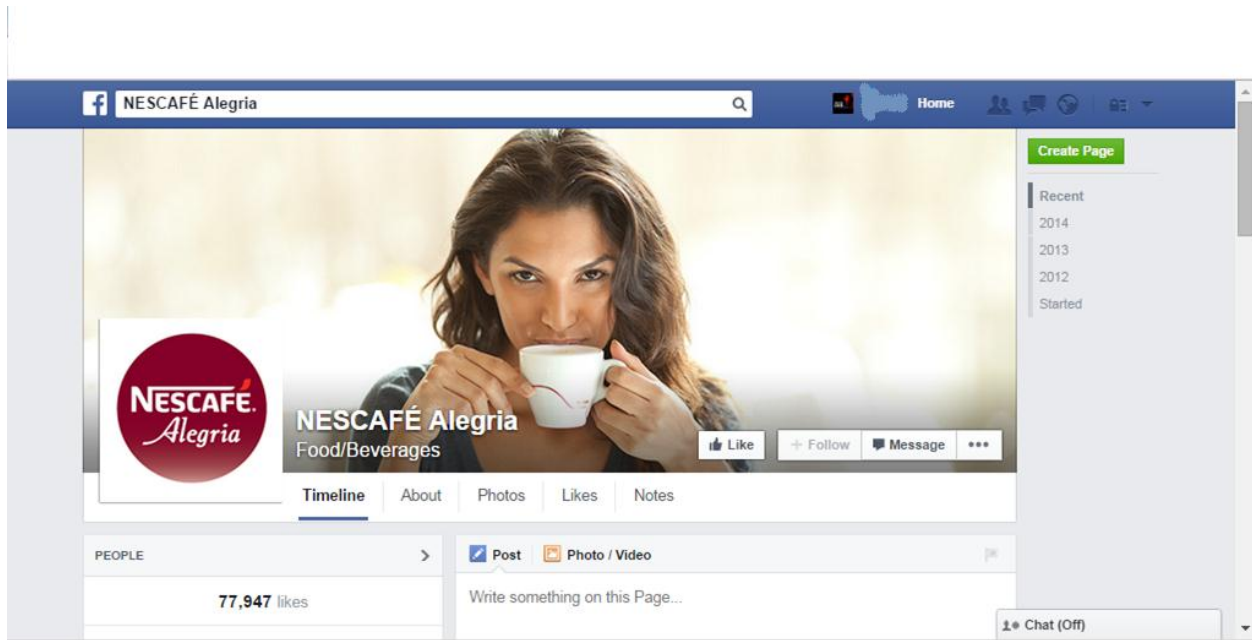 NESCAFÉ Alegria
Home
Create Page
Recent
2014
2013
2012
Started
NESCAFÉ.
Alegria
NESCAFÉ Alegria
Food/Beverages
Like
+ Follow
Message
Timeline About Photos Likes Notes
PEOPLE
77,947 likes
Post Photo / Video
Write something on this Page...
Chat (Off)